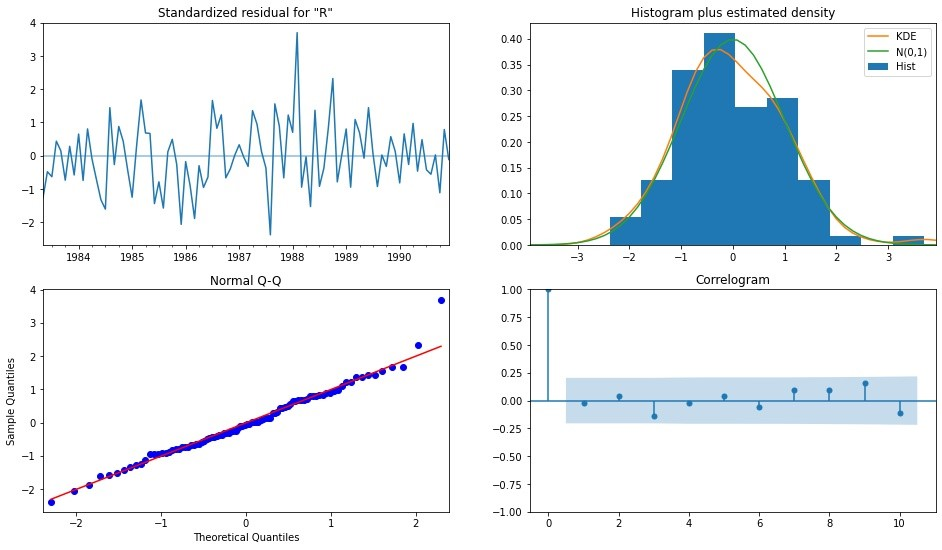 Standardized residual for "R"
4
3
2
1
0
−1
−2
1984 1985 1986 1987 1988 1989 1990
Histogram plus estimated density
KDE
N(0,1)
Hist
0.40
0.35
0.30
0.25
0.20
0.15
0.10
0.05
0.00
−3 −2 −1 0 1 2 3
Normal Q-Q
Sample Quantiles
4
3
2
1
0
−1
−2
−2 −1 0 1 2
Theoretical Quantiles
Correlogram
1.00
0.75
0.50
0.25
0.00
−0.25
−0.50
−0.75
−1.00
0 2 4 6 8 10